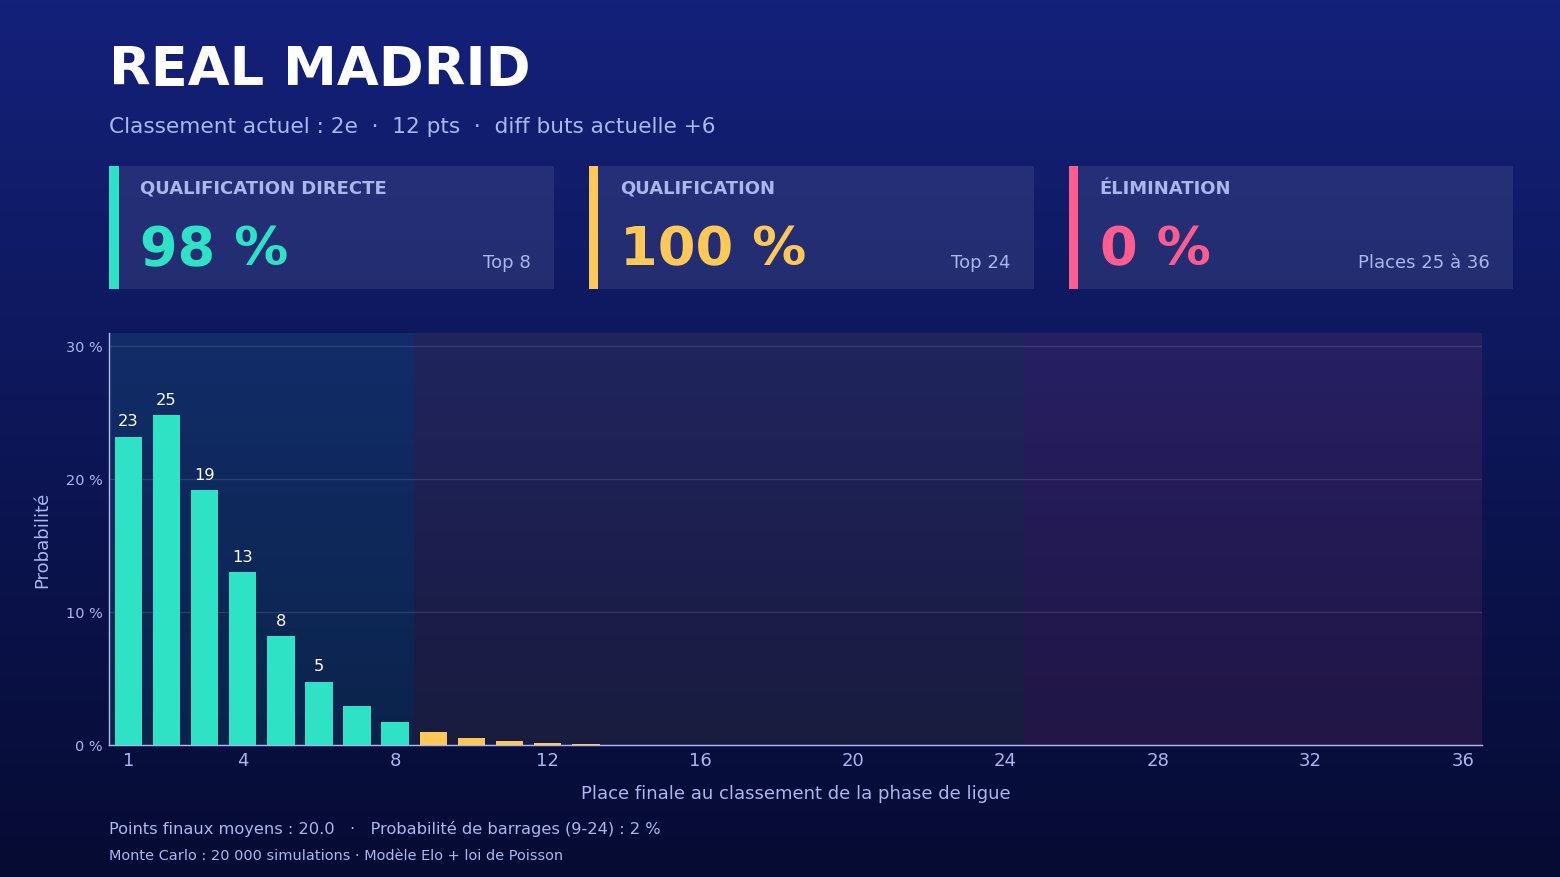 REAL MADRID
Classement actuel : 2e · 12 pts · diff buts actuelle +6
QUALIFICATION DIRECTE
98 %
Top 8
QUALIFICATION
100 %
Top 24
ÉLIMINATION
0 %
Places 25 à 36
Probabilité
30 %
20 %
10 %
0 %
23
25
19
13
8
5
1 4 8 12 16 20 24 28 32 36
Place finale au classement de la phase de ligue
Points finaux moyens : 20.0 · Probabilité de barrages (9-24) : 2 %
Monte Carlo : 20 000 simulations · Modèle Elo + loi de Poisson